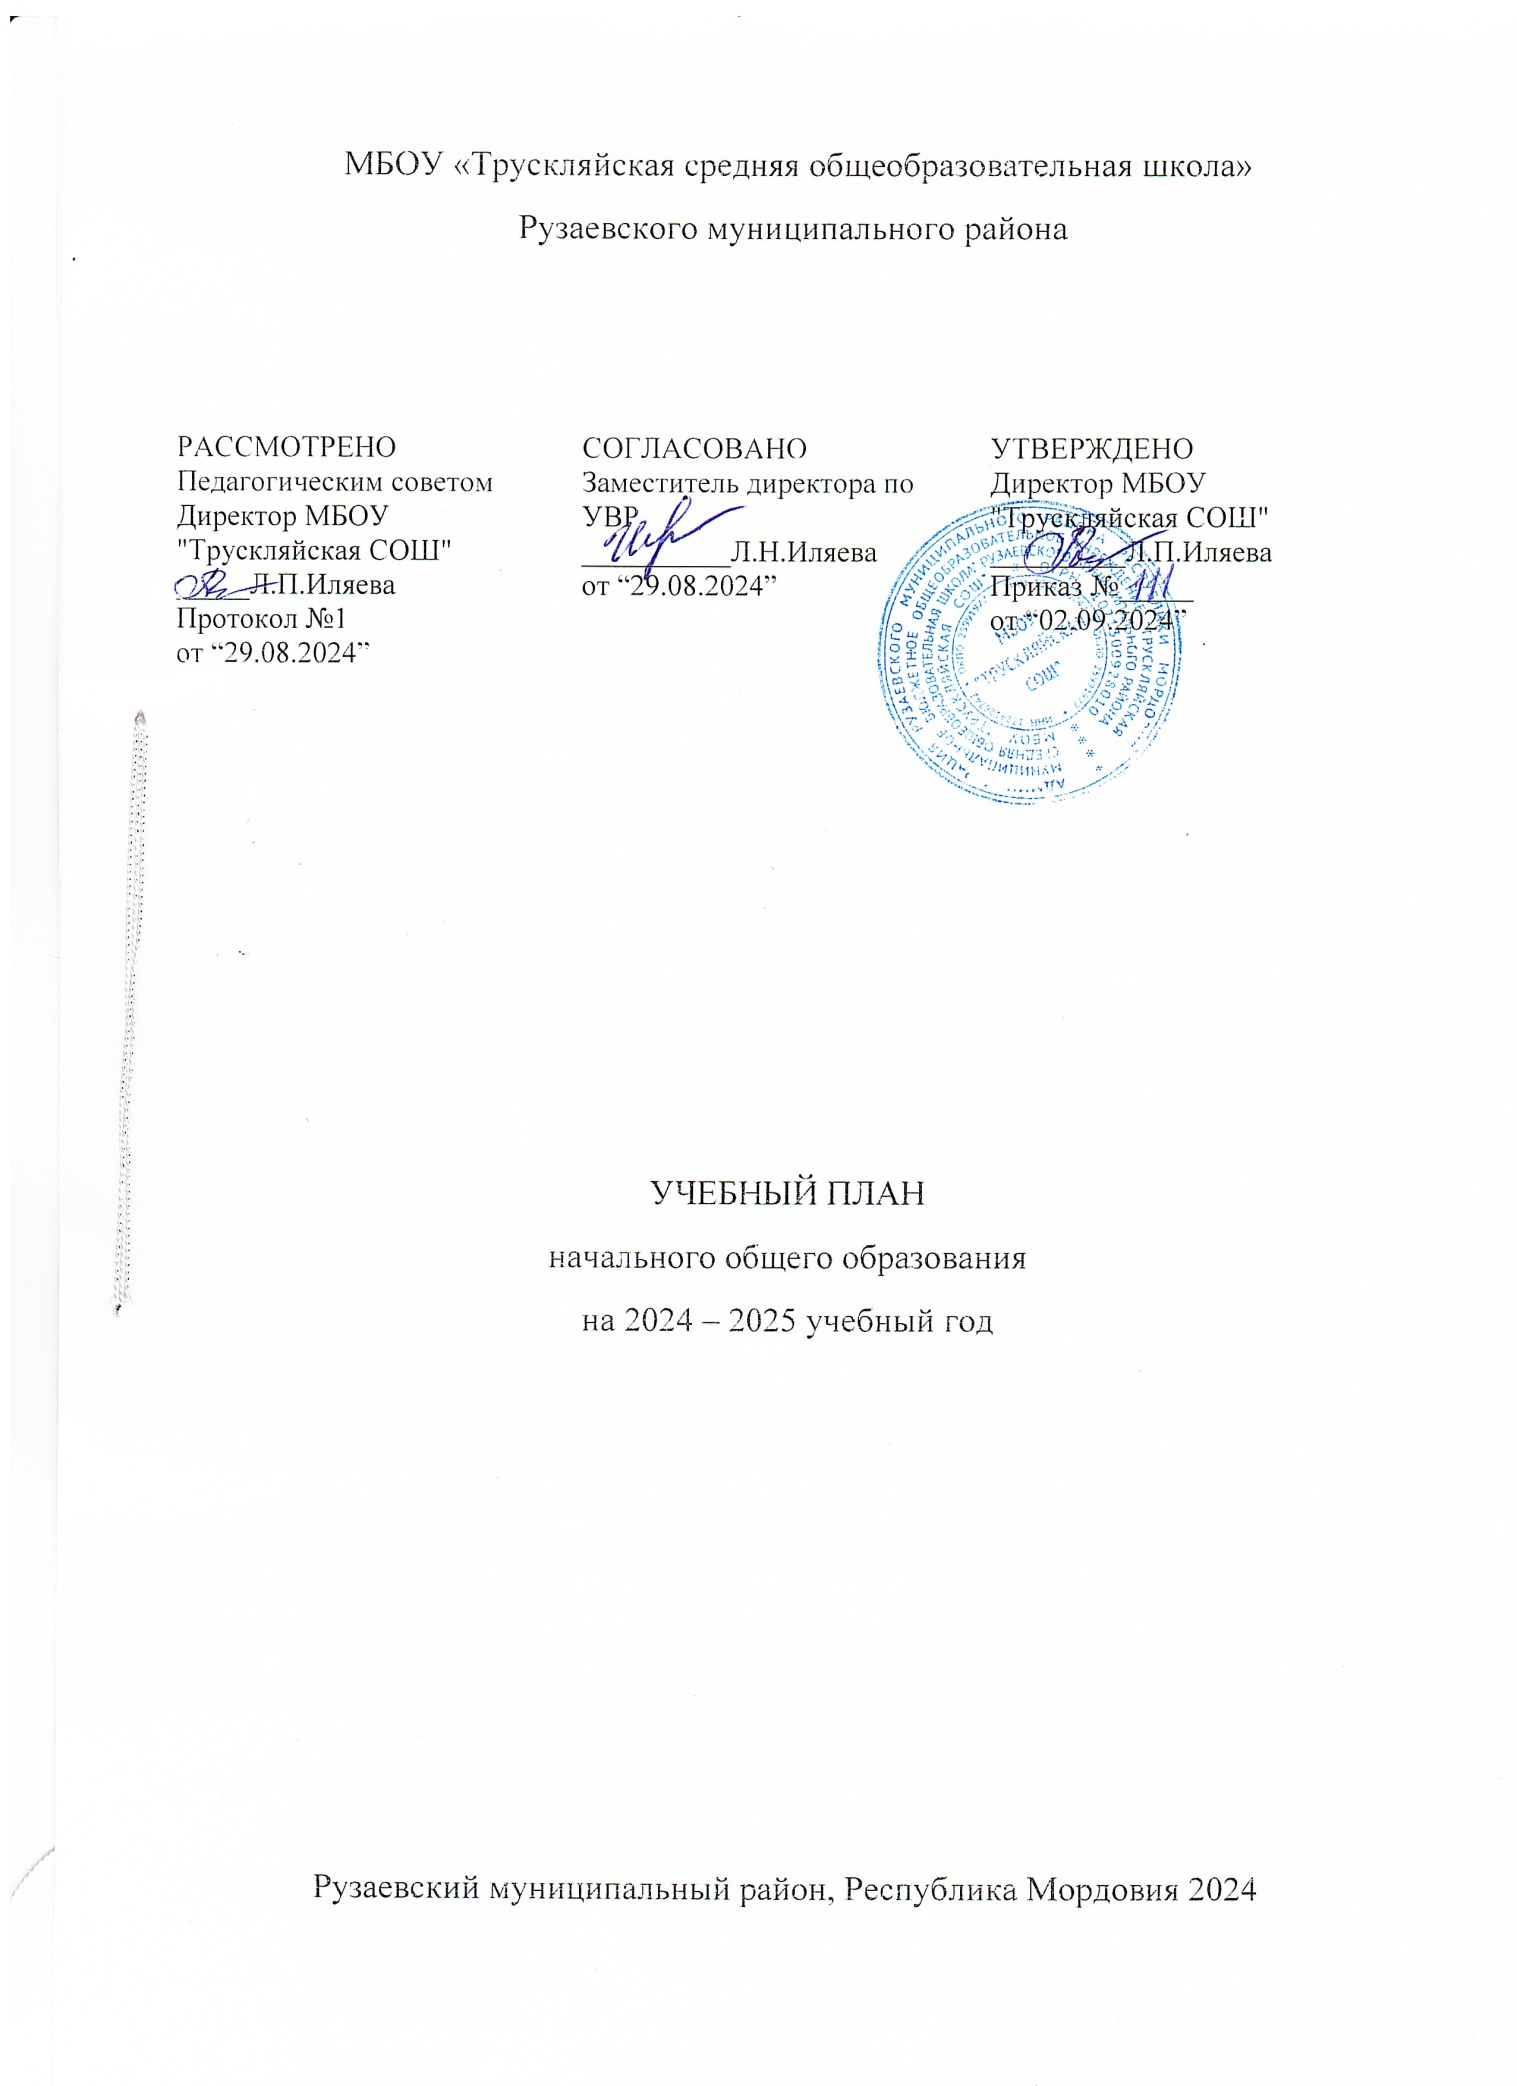 МБОУ «Трускляйская средняя общеобразовательная школа»
Рузаевского муниципального района
РАССМОТРЕНО
Педагогическим советом
Директор МБОУ
"Трускляйская СОШ"
Л.П.Иляева
Протокол №1
от “29.08.2024”
СОГЛАСОВАНО
Заместитель директора по
УВР
Л.Н.Иляева
от “29.08.2024”
УТВЕРЖДЕНО
Директор МБОУ
"Трускляйская СОШ"
Л.П.Иляева
Приказ № 111
от “02.09.2024”
МБОУ
"ТРУСКЛЯЙСКАЯ
СОШ"
УЧЕБНЫЙ ПЛАН
начального общего образования
на 2024 – 2025 учебный год
Рузаевский муниципальный район, Республика Мордовия 2024